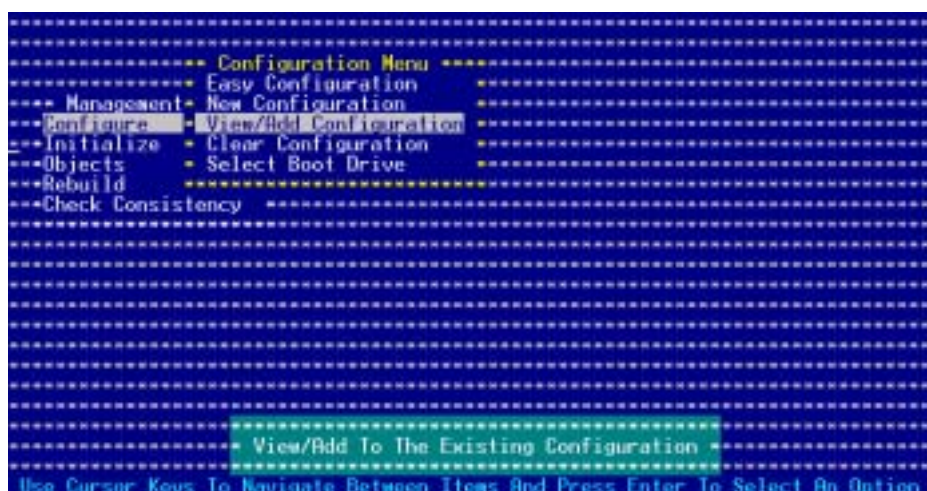 Configuration Menu
Easy Configuration
Management
New Configuration
Configure
View/Add Configuration
Initialize
Clear Configuration
Objects
Select Boot Drive
Rebuild
Check Consistency
View/Add To The Existing Configuration
Use Cursor Keys To Navigate Between Items And Press Enter To Select An Option